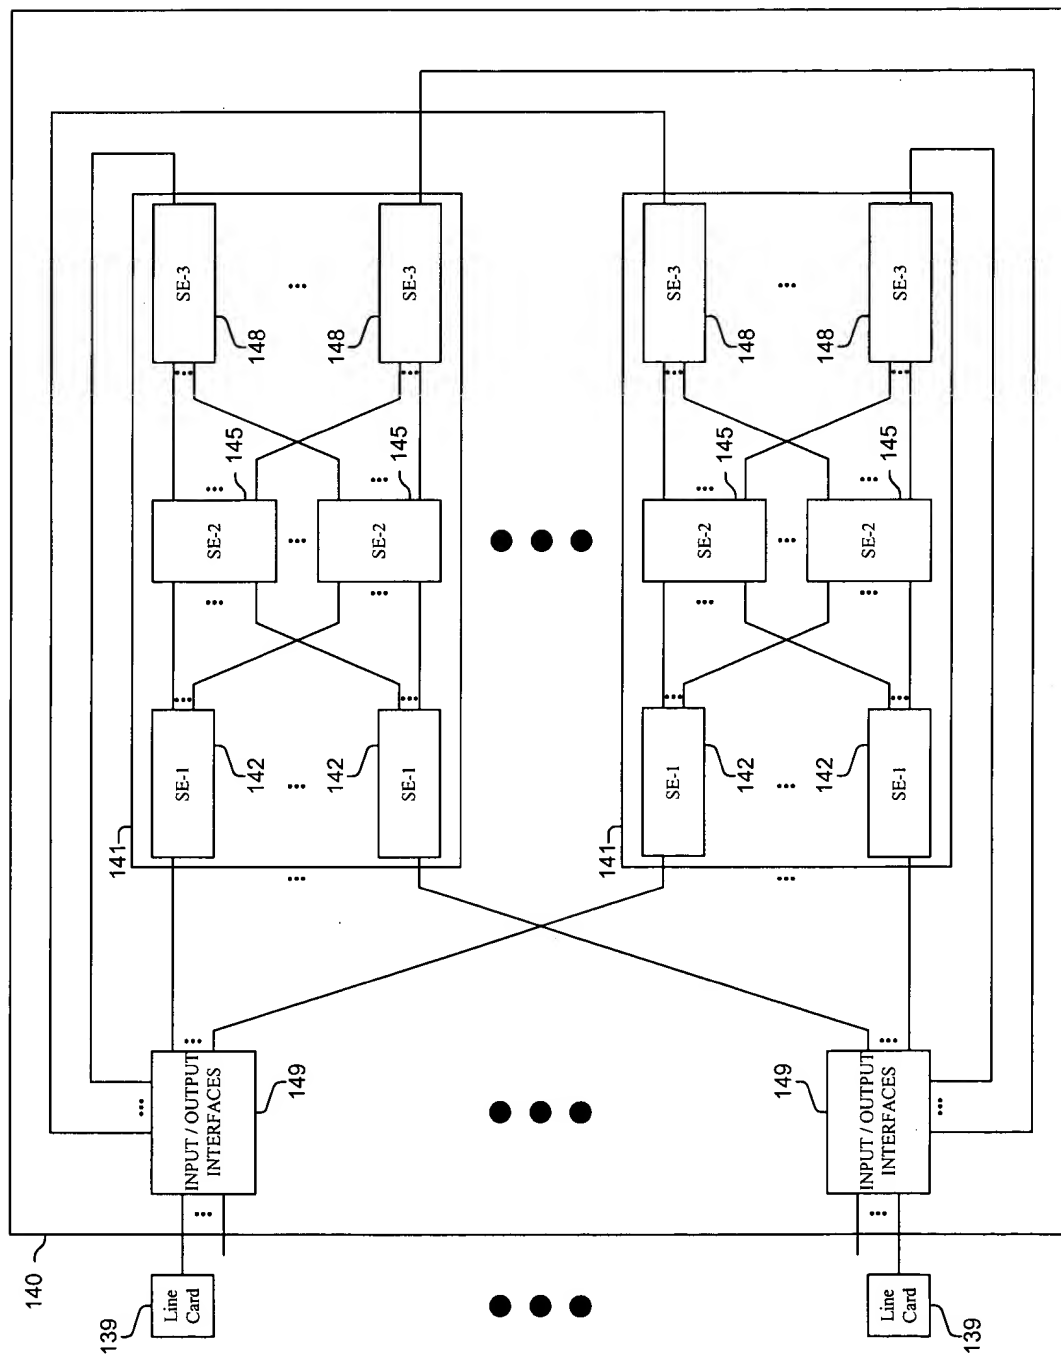 140
139
141
Line
Card
INPUT / OUTPUT
INTERFACES
SE-1
SE-2
SE-3
149
142
145
148
142
148
SE-1
SE-2
SE-3
145
141
SE-1
SE-2
SE-3
142
145
148
149
142
148
Line
Card
INPUT / OUTPUT
INTERFACES
SE-1
SE-2
SE-3
145
139